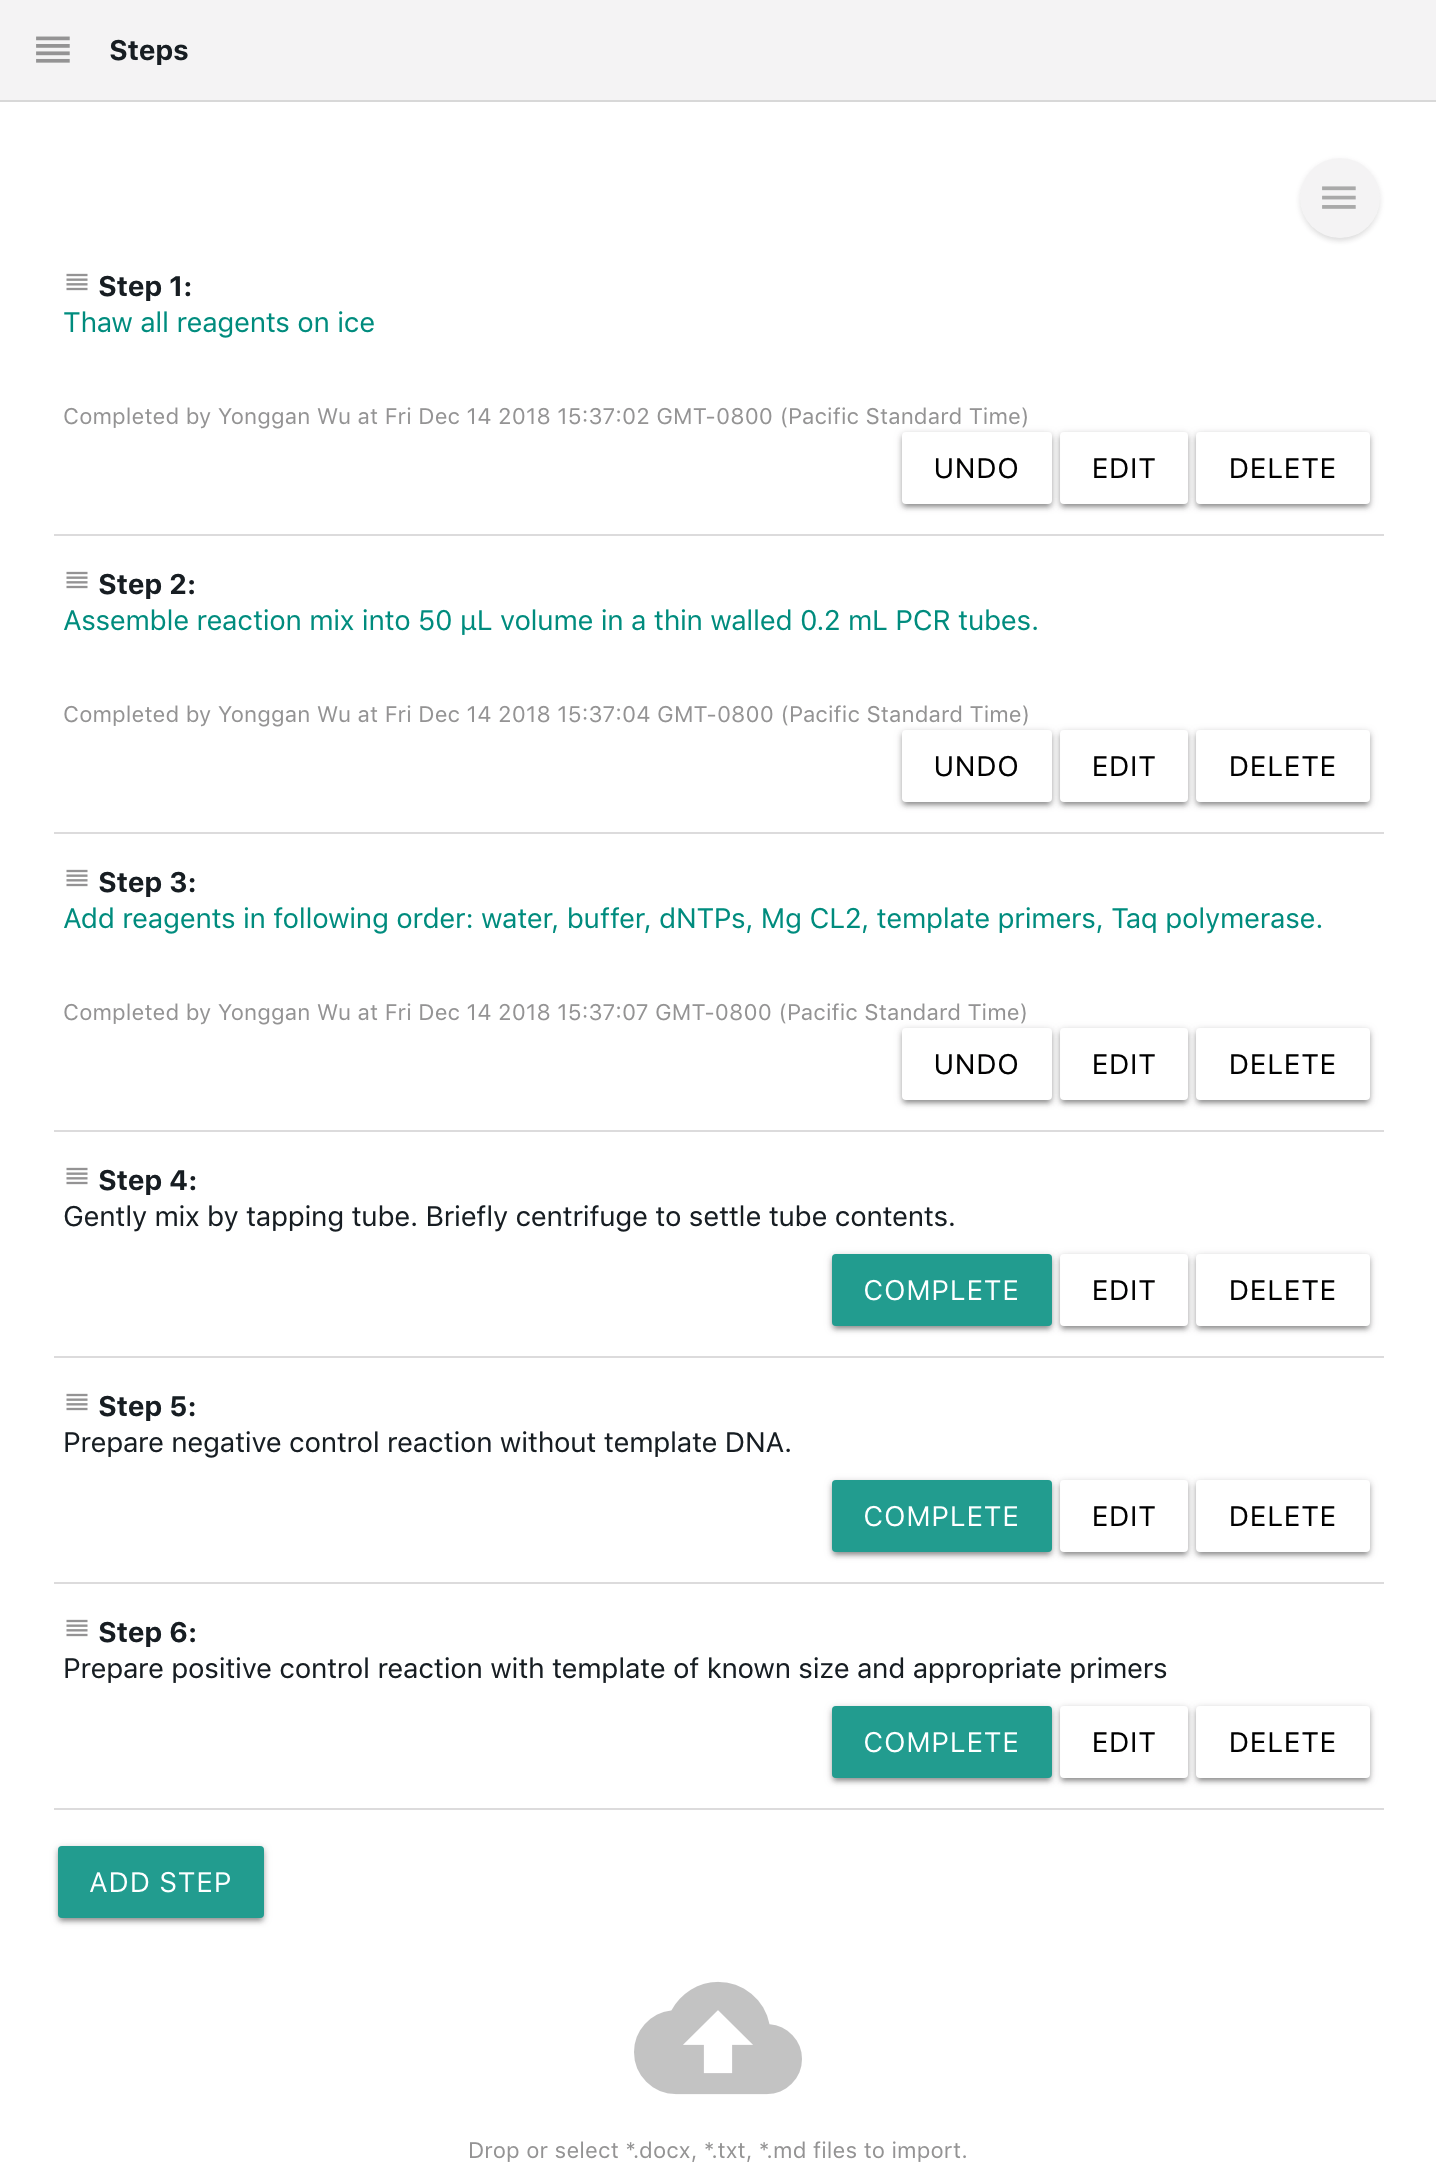 Steps
Step 1:
Thaw all reagents on ice
Completed by Yonggan Wu at Fri Dec 14 2018 15:37:02 GMT-0800 (Pacific Standard Time)
UNDO EDIT DELETE
Step 2:
Assemble reaction mix into 50 µL volume in a thin walled 0.2 mL PCR tubes.
Completed by Yonggan Wu at Fri Dec 14 2018 15:37:04 GMT-0800 (Pacific Standard Time)
UNDO EDIT DELETE
Step 3:
Add reagents in following order: water, buffer, dNTPs, Mg CL2, template primers, Taq polymerase.
Completed by Yonggan Wu at Fri Dec 14 2018 15:37:07 GMT-0800 (Pacific Standard Time)
UNDO EDIT DELETE
Step 4:
Gently mix by tapping tube. Briefly centrifuge to settle tube contents.
COMPLETE EDIT DELETE
Step 5:
Prepare negative control reaction without template DNA.
COMPLETE EDIT DELETE
Step 6:
Prepare positive control reaction with template of known size and appropriate primers
COMPLETE EDIT DELETE
ADD STEP
Drop or select *.docx, *.txt, *.md files to import.